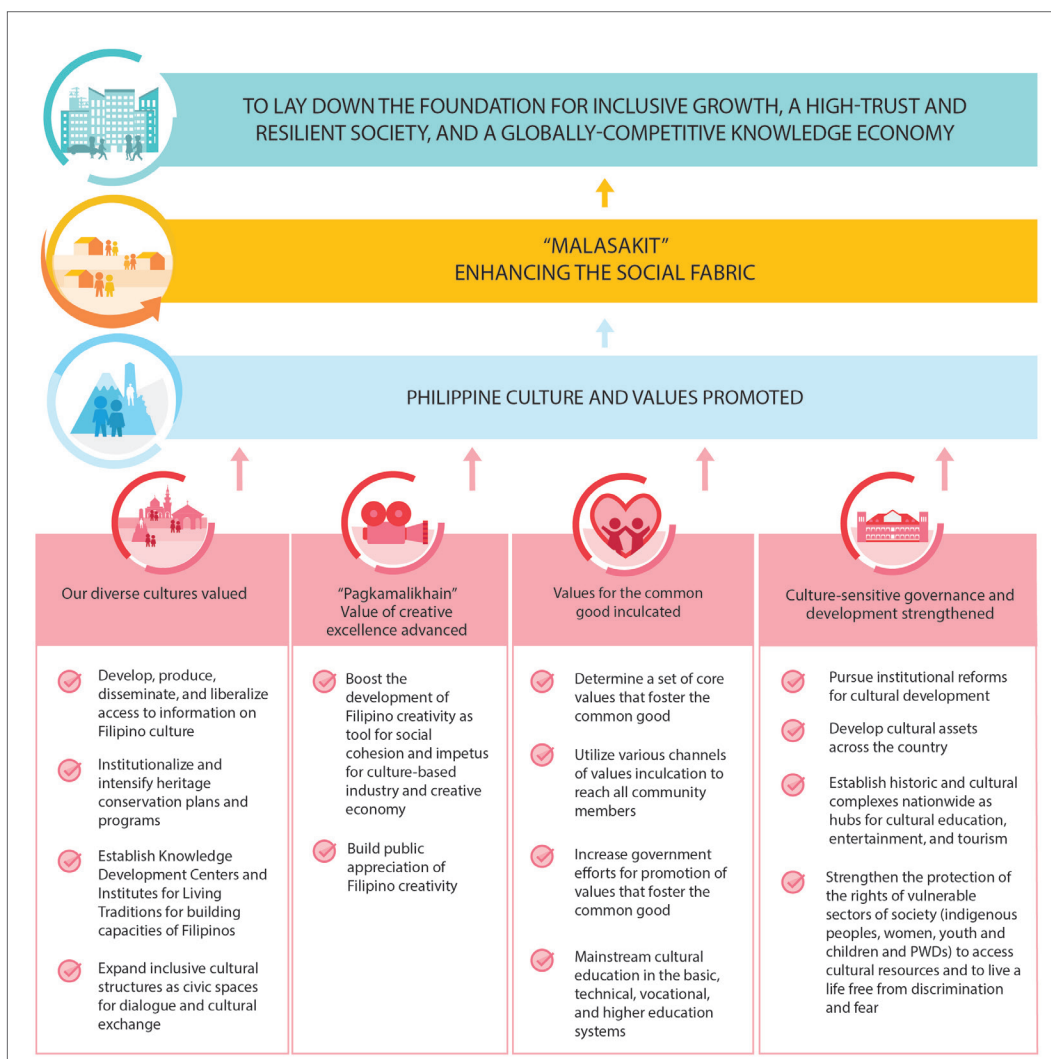 TO LAY DOWN THE FOUNDATION FOR INCLUSIVE GROWTH, A HIGH-TRUST AND
RESILIENT SOCIETY, AND A GLOBALLY-COMPETITIVE KNOWLEDGE ECONOMY
“MALASAKIT”
ENHANCING THE SOCIAL FABRIC
PHILIPPINE CULTURE AND VALUES PROMOTED
Our diverse cultures valued
Develop, produce,
disseminate, and liberalize
access to information on
Filipino culture
Institutionalize and
intensify heritage
conservation plans and
programs
Establish Knowledge
Development Centers and
Institutes for Living
Traditions for building
capacities of Filipinos
Expand inclusive cultural
structures as civic spaces
for dialogue and cultural
exchange
“Pagkamalikhain”
Value of creative
excellence advanced
Boost the
development of
Filipino creativity as
tool for social
cohesion and impetus
for culture-based
industry and creative
economy
Build public
appreciation of
Filipino creativity
Values for the common
good inculcated
Determine a set of core
values that foster the
common good
Utilize various channels
of values inculcation to
reach all community
members
Increase government
efforts for promotion of
values that foster the
common good
Mainstream cultural
education in the basic,
technical, vocational,
and higher education
systems
Culture-sensitive governance and
development strengthened
Pursue institutional reforms
for cultural development
Develop cultural assets
across the country
Establish historic and cultural
complexes nationwide as
hubs for cultural education,
entertainment, and tourism
Strengthen the protection of
the rights of vulnerable
sectors of society (indigenous
peoples, women, youth and
children and PWDs) to access
cultural resources and to live a
life free from discrimination
and fear